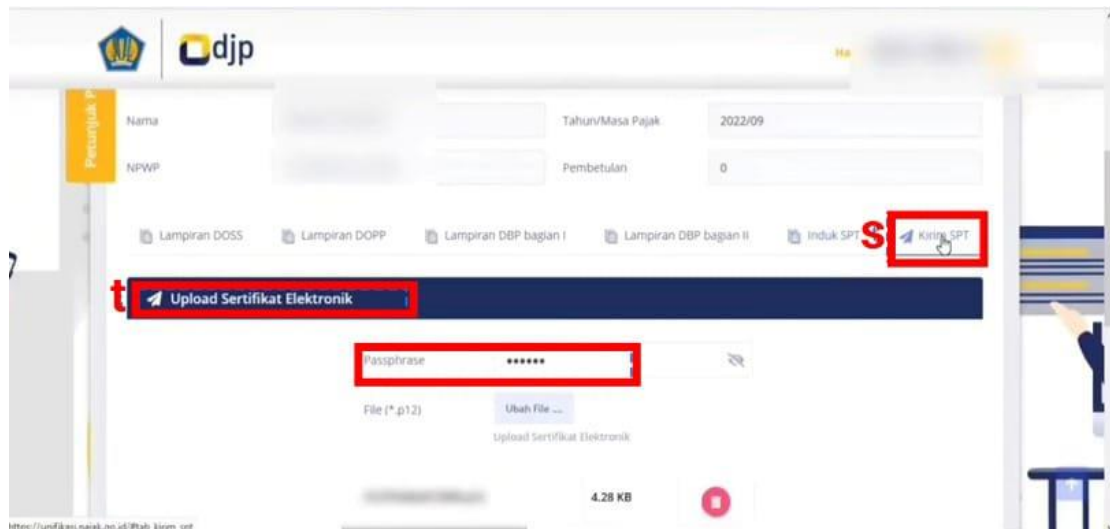 djp
Ha
Petunjuk P
Nama
Tahun/Masa Pajak 2022/09
NPWP
Pembetulan 0
Lampiran DOSS Lampiran DOPP Lampiran DBP bagian I Lampiran DBP bagian II Induk SPT s Kirim SPT
t Upload Sertifikat Elektronik
Passphrase ••••••
File (*.p12) Ubah File ...
Upload Sertifikat Elektronik
4.28 KB
https://unifikasi.pajak.go.id/#tab_kirim_spt